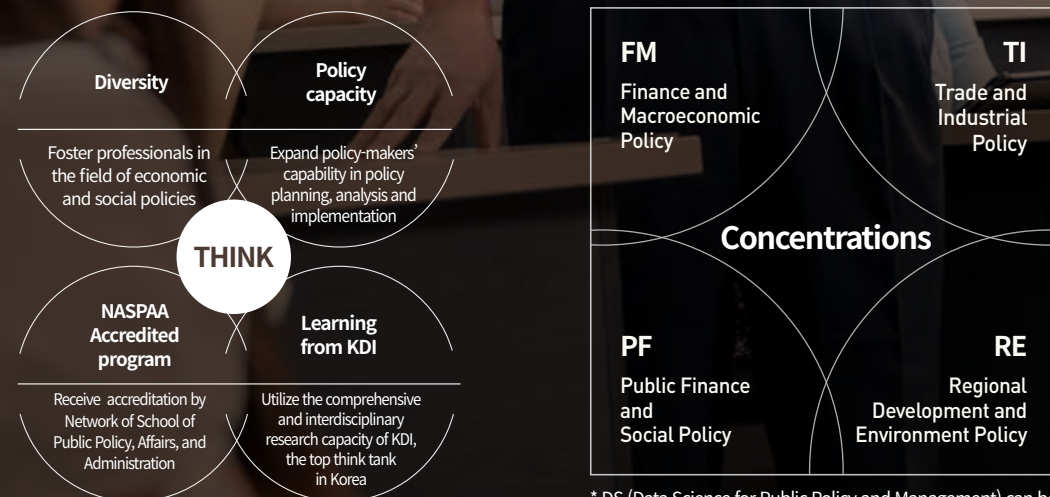 Diversity
Foster professionals in
the field of economic
and social policies
Policy
capacity
Expand policy-makers’
capability in policy
planning, analysis and
implementation
THINK
NASPAA
Accredited
program
Receive accreditation by
Network of School of
Public Policy, Affairs, and
Administration
Learning
from KDI
Utilize the comprehensive
and interdisciplinary
research capacity of KDI,
the top think tank
in Korea
FM
Finance and
Macroeconomic
Policy
TI
Trade and
Industrial
Policy
Concentrations
PF
Public Finance
and
Social Policy
RE
Regional
Development and
Environment Policy
* DS (Data Science for Public Policy and Management) can b